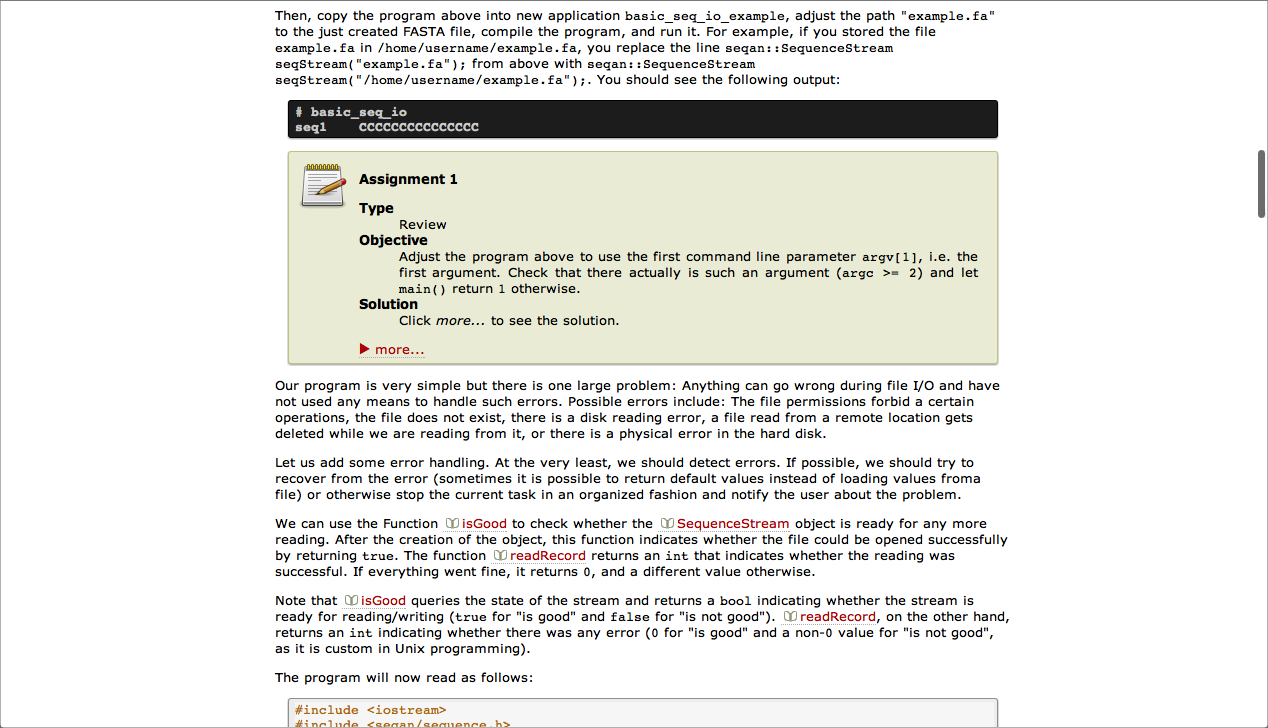 Then, copy the program above into new application basic_seq_io_example, adjust the path "example.fa"
to the just created FASTA file, compile the program, and run it. For example, if you stored the file
example.fa in /home/username/example.fa, you replace the line seqan::SequenceStream
seqStream("example.fa"); from above with seqan::SequenceStream
seqStream("/home/username/example.fa");. You should see the following output:
# basic_seq_io
seq1 CCCCCCCCCCCCCCC
Assignment 1
Type
Review
Objective
Adjust the program above to use the first command line parameter argv[1], i.e. the
first argument. Check that there actually is such an argument (argc >= 2) and let
main() return 1 otherwise.
Solution
Click more... to see the solution.
more...
Our program is very simple but there is one large problem: Anything can go wrong during file I/O and have
not used any means to handle such errors. Possible errors include: The file permissions forbid a certain
operations, the file does not exist, there is a disk reading error, a file read from a remote location gets
deleted while we are reading from it, or there is a physical error in the hard disk.
Let us add some error handling. At the very least, we should detect errors. If possible, we should try to
recover from the error (sometimes it is possible to return default values instead of loading values froma
file) or otherwise stop the current task in an organized fashion and notify the user about the problem.
We can use the Function isGood to check whether the SequenceStream object is ready for any more
reading. After the creation of the object, this function indicates whether the file could be opened successfully
by returning true. The function readRecord returns an int that indicates whether the reading was
successful. If everything went fine, it returns 0, and a different value otherwise.
Note that isGood queries the state of the stream and returns a bool indicating whether the stream is
ready for reading/writing (true for "is good" and false for "is not good"). readRecord, on the other hand,
returns an int indicating whether there was any error (0 for "is good" and a non-0 value for "is not good",
as it is custom in Unix programming).
The program will now read as follows:
#include <iostream>
#include <seqan/sequence.h>